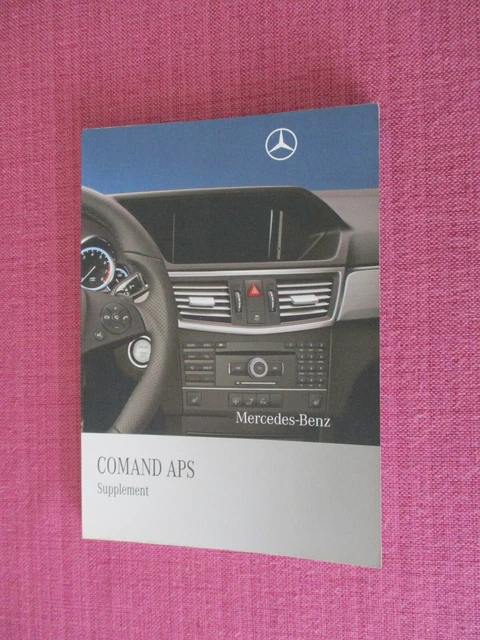 Mercedes-Benz
COMAND APS
Supplement